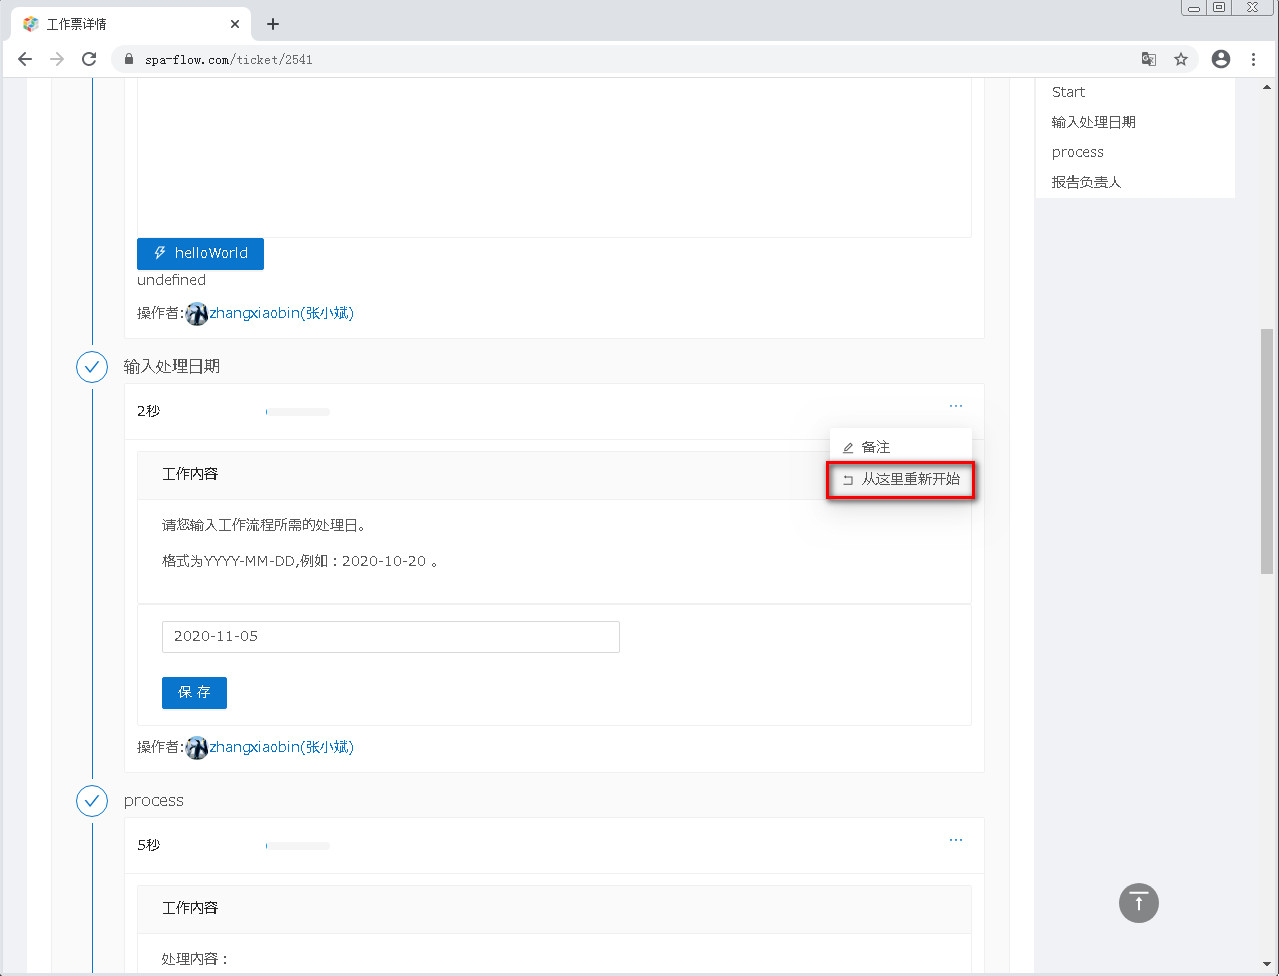 工作票详情
spa-flow.com/ticket/2541
Start
输入处理日期
process
报告负责人
helloWorld
undefined
操作者:zhangxiaobin(张小斌)
输入处理日期
2秒
备注
从这里重新开始
工作内容
请您输入工作流程所需的处理日。
格式为YYYY-MM-DD,例如：2020-10-20 。
2020-11-05
保 存
操作者:zhangxiaobin(张小斌)
process
5秒
工作内容
处理内容：